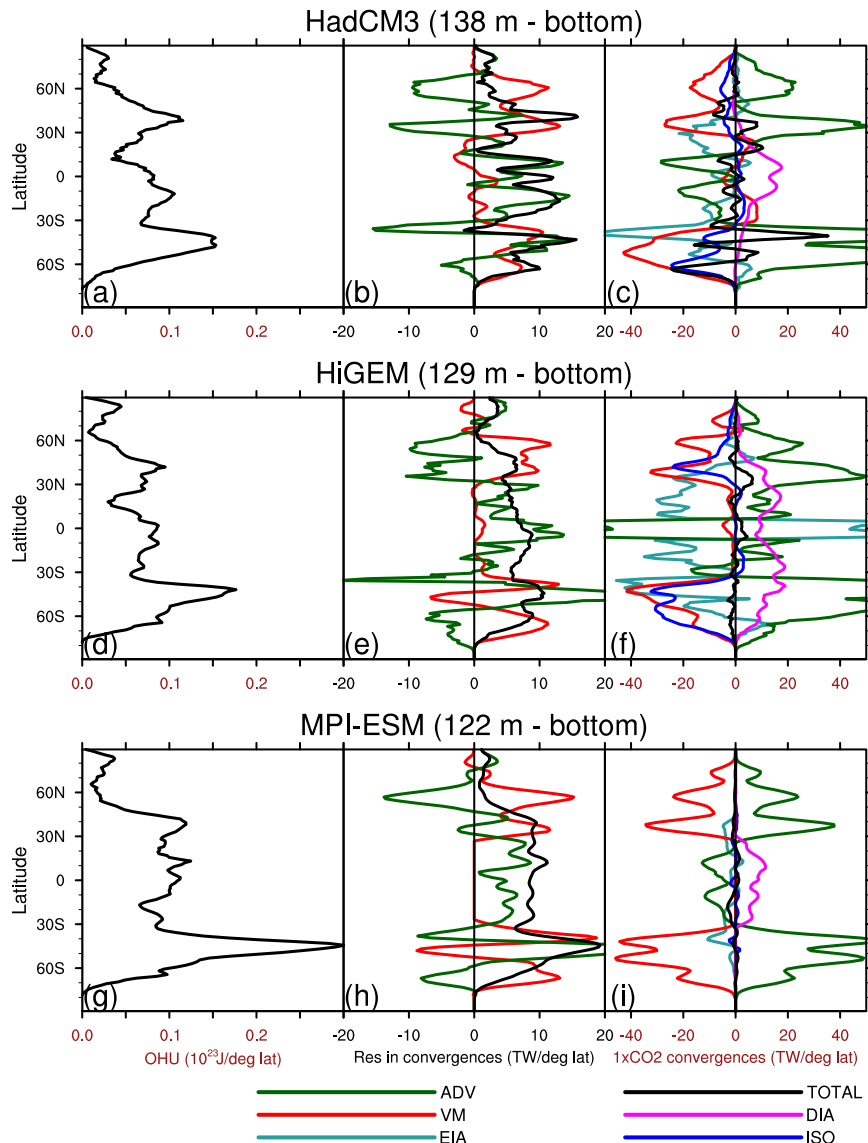 HadCM3 (138 m - bottom)
Latitude
60N
30N
0
30S
60S
(a)
(b)
(c)
0.0 0.1 0.2 -20 0 10 20 -40 -20 0 20 40
HiGEM (129 m - bottom)
Latitude
60N
30N
0
30S
60S
(d)
(e)
(f)
0.0 0.1 0.2 -20 -10 0 10 20 -40 -20 0 20 40
MPI-ESM (122 m - bottom)
Latitude
60N
30N
0
30S
60S
(g)
(h)
(i)
0.0 0.1 0.2 -20 -10 0 10 20 -40 -20 0 20 40
OHU (10²³J/deg lat) Res in convergences (TW/deg lat) 1xCO2 convergences (TW/deg lat)
ADV TOTAL
VM DIA
EIA ISO